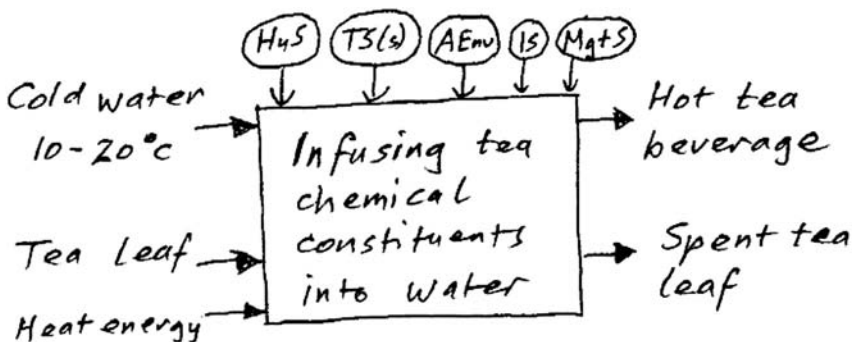 HuS TS(s) AEnv IS MgtS
Cold water
10-20°c
Tea leaf
Heat energy
Infusing tea
chemical
constituents
into water
Hot tea
beverage
Spent tea
leaf